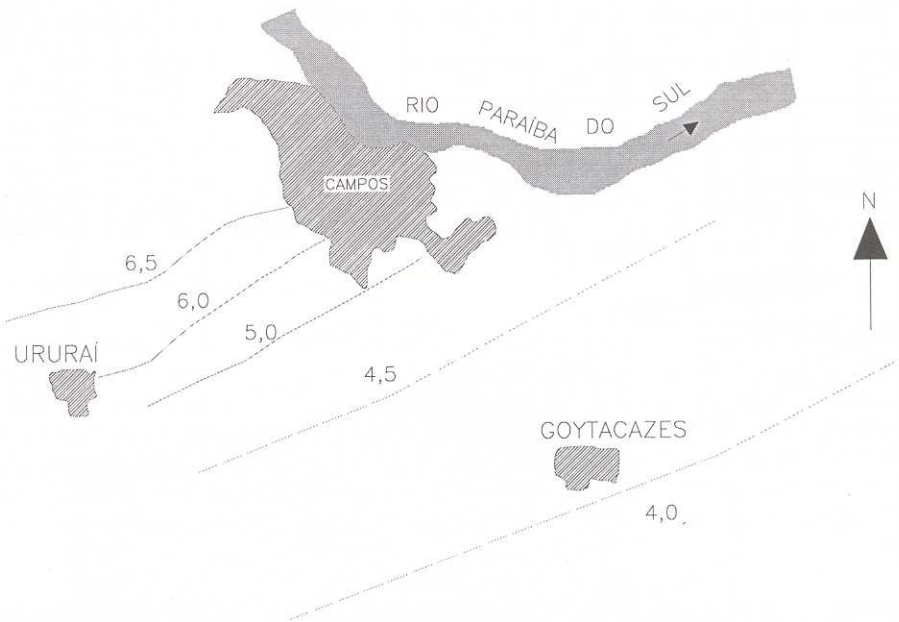 RIO PARAÍBA DO SUL
CAMPOS
N
6,5
6,0
5,0
URURAÍ
4,5
GOYTACAZES
4,0